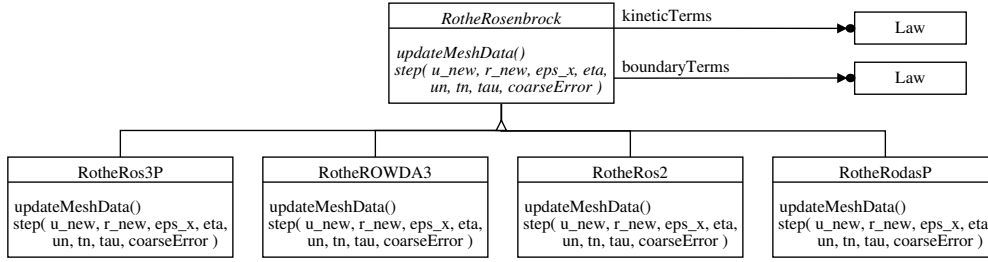 RotheRosenbrock
kineticTerms
Law
updateMeshData()
step( u_new, r_new, eps_x, eta,
un, tn, tau, coarseError )
boundaryTerms
Law
RotheRos3P
updateMeshData()
step( u_new, r_new, eps_x, eta,
un, tn, tau, coarseError )
RotheROWDA3
updateMeshData()
step( u_new, r_new, eps_x, eta,
un, tn, tau, coarseError )
RotheRos2
updateMeshData()
step( u_new, r_new, eps_x, eta,
un, tn, tau, coarseError )
RotheRodasP
updateMeshData()
step( u_new, r_new, eps_x, eta,
un, tn, tau, coarseError )